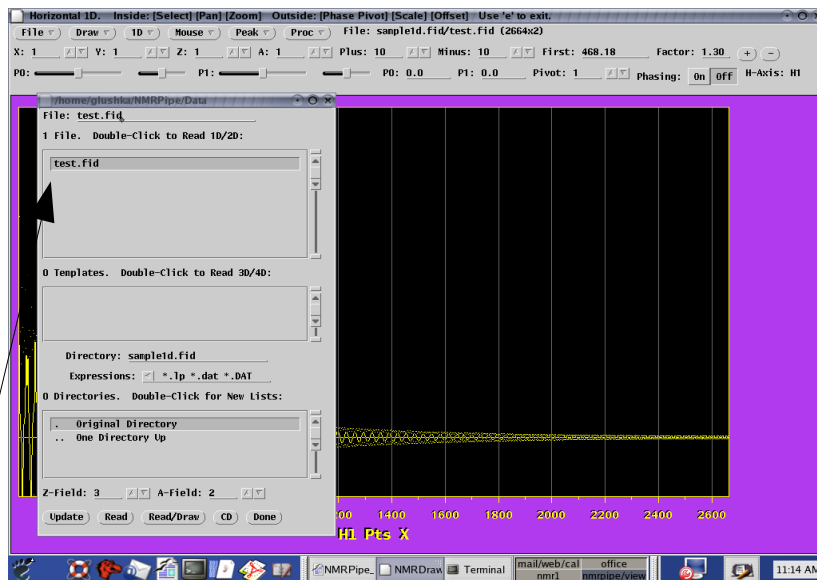 Horizontal 1D. Inside: [Select] [Pan] [Zoom] Outside: [Phase Pivot] [Scale] [Offset] Use 'e' to exit.
File Draw 1D Mouse Peak Proc File: sample1d.fid/test.fid (2664x2)
X: 1 Y: 1 Z: 1 A: 1 Plus: 10 Minus: 10 First: 468.18 Factor: 1.30 + -
P0: P1: P0: 0.0 P1: 0.0 Pivot: 1 Phasing: On Off H-Axis: H1
/home/glushka/NMRPipe/Data
File: test.fid
1 File. Double-Click to Read 1D/2D:
test.fid
0 Templates. Double-Click to Read 3D/4D:
Directory: sample1d.fid
Expressions: *.lp *.dat *.DAT
0 Directories. Double-Click for New Lists:
. Original Directory
.. One Directory Up
Z-Field: 3 A-Field: 2
Update Read Read/Draw CD Done
00 1400 1600 1800 2000 2200 2400 2600
H1 Pts X
NMRPipe_ NMRDraw Terminal mail/web/cal office
nmr1 nmrpipe/view
11:14 AM